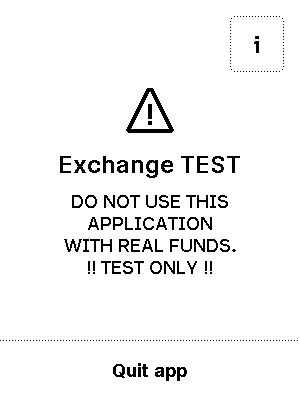 i
Exchange TEST
DO NOT USE THIS
APPLICATION
WITH REAL FUNDS.
!! TEST ONLY !!
Quit app